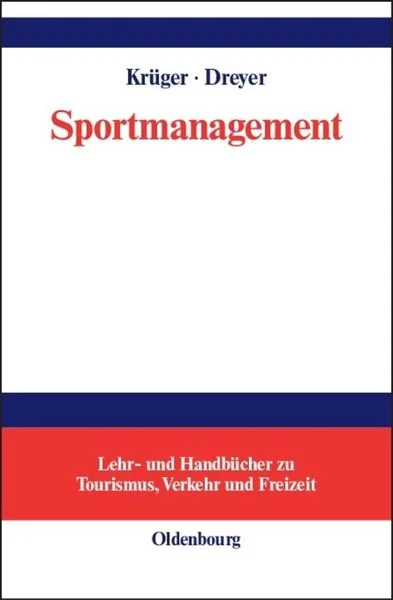 Krüger · Dreyer
Sportmanagement
Lehr- und Handbücher zu
Tourismus, Verkehr und Freizeit
Oldenbourg